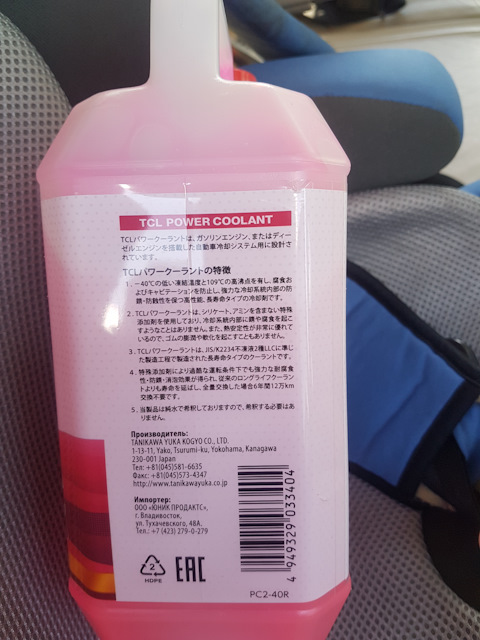 TCL POWER COOLANT
TCLパワークーラントは、ガソリンエンジン、またはディー
ゼルエンジンを搭載した自動車冷却システム用に設計さ
れています。
TCLパワークーラントの特徴
1. －40℃の低い凍結温度と109℃の高沸点を有し、腐食お
よびキャビテーションを防止し、強力な冷却系統内部の防
錆・防蝕性を保つ高性能、長寿命タイプの冷却剤です。
2. TCLパワークーラントは、シリケート、アミンを含まない特殊
添加剤を使用しており、冷却系統内部に錆や腐食を起こ
すようなことはありません。また、熱安定性が非常に優れて
いるので、ゴムの膨潤や軟化を起こすこともありません。
3. TCLパワークーラントは、JIS/K2234不凍液2種LLCに準じ
た製造工程で製造された長寿命タイプのクーラントです。
4. 特殊添加剤により過酷な運転条件下でも強力な耐腐食
性・防錆・消泡効果が得られ、従来のロングライフクーラント
よりも寿命を延ばし、全量交換した場合6年間12万km
交換不要です。
5. 当製品は純水で希釈しておりますので、希釈する必要はあ
りません。
Производитель:
TANIKAWA YUKA KOGYO CO., LTD.
1-13-11, Yako, Tsurumi-ku, Yokohama, Kanagawa
230-001 Japan
Тел: +81(045)581-6635
Факс: +81(045)573-4347
http://www.tanikawayuka.co.jp
Импортер:
ООО «ЮНИК ПРОДАКТС»,
г. Владивосток,
ул. Тухачевского, 48А.
Тел.: +7 (423) 279-0-279
2
HDPE
EAC
4 949329 033404
PC2-40R